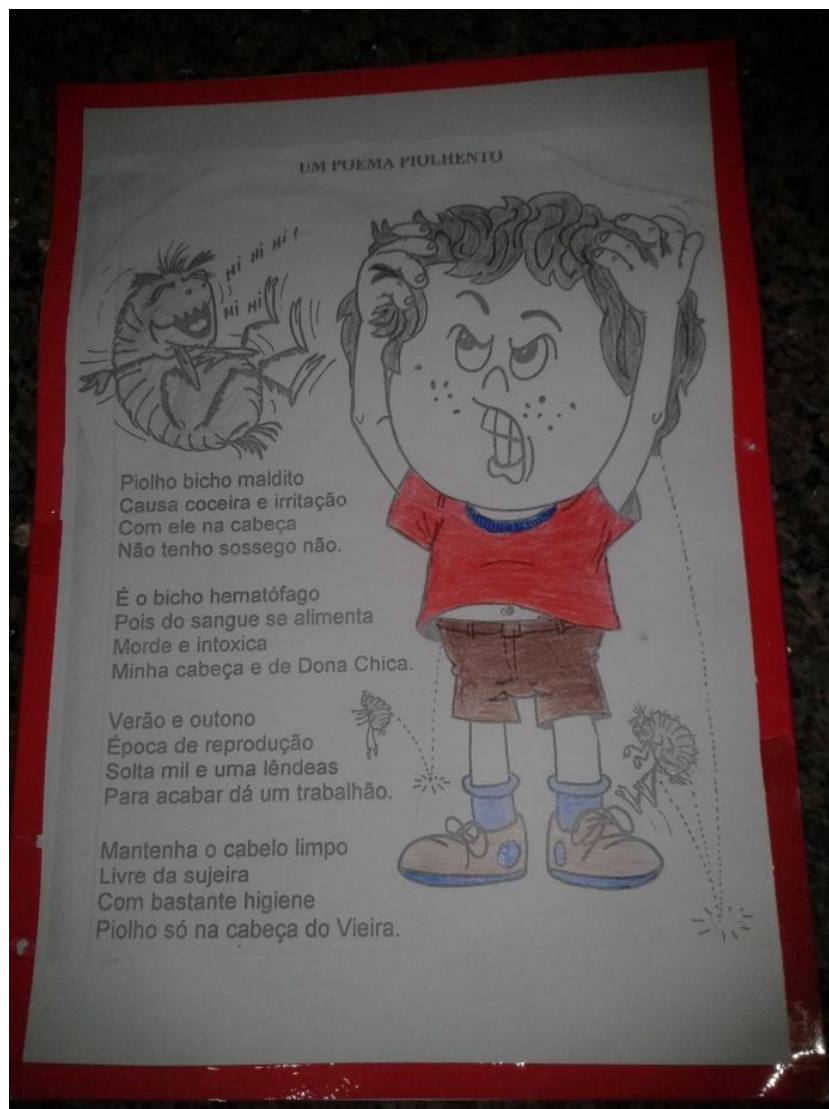 UM POEMA PIOLHENTO
Hi Hi Hi !
Hi Hi
Piolho bicho maldito
Causa coceira e irritação
Com ele na cabeça
Não tenho sossego não.
É o bicho hematófago
Pois do sangue se alimenta
Morde e intoxica
Minha cabeça e de Dona Chica.
Verão e outono
Época de reprodução
Solta mil e uma lêndeas
Para acabar dá um trabalhão.
Mantenha o cabelo limpo
Livre da sujeira
Com bastante higiene
Piolho só na cabeça do Vieira.